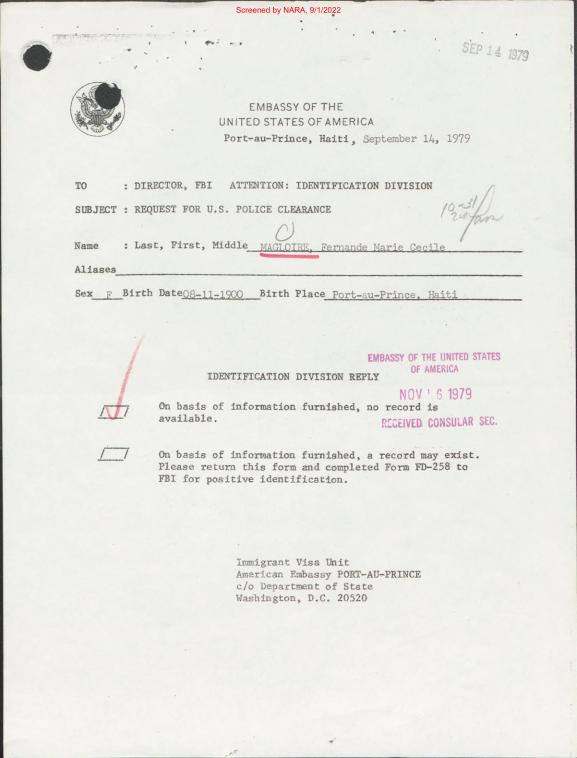 Screened by NARA, 9/1/2022
SEP 14 1979
EMBASSY OF THE
UNITED STATES OF AMERICA
Port-au-Prince, Haiti, September 14, 1979
TO : DIRECTOR, FBI ATTENTION: IDENTIFICATION DIVISION
SUBJECT : REQUEST FOR U.S. POLICE CLEARANCE
10-31
Name : Last, First, Middle MAGLOIRE, Fernande Marie Cecile
Aliases
Sex F Birth Date 08-11-1900 Birth Place Port-au-Prince, Haiti
EMBASSY OF THE UNITED STATES
OF AMERICA
IDENTIFICATION DIVISION REPLY
NOV 16 1979
RECEIVED CONSULAR SEC.
On basis of information furnished, no record is
available.
On basis of information furnished, a record may exist.
Please return this form and completed Form FD-258 to
FBI for positive identification.
Immigrant Visa Unit
American Embassy PORT-AU-PRINCE
c/o Department of State
Washington, D.C. 20520